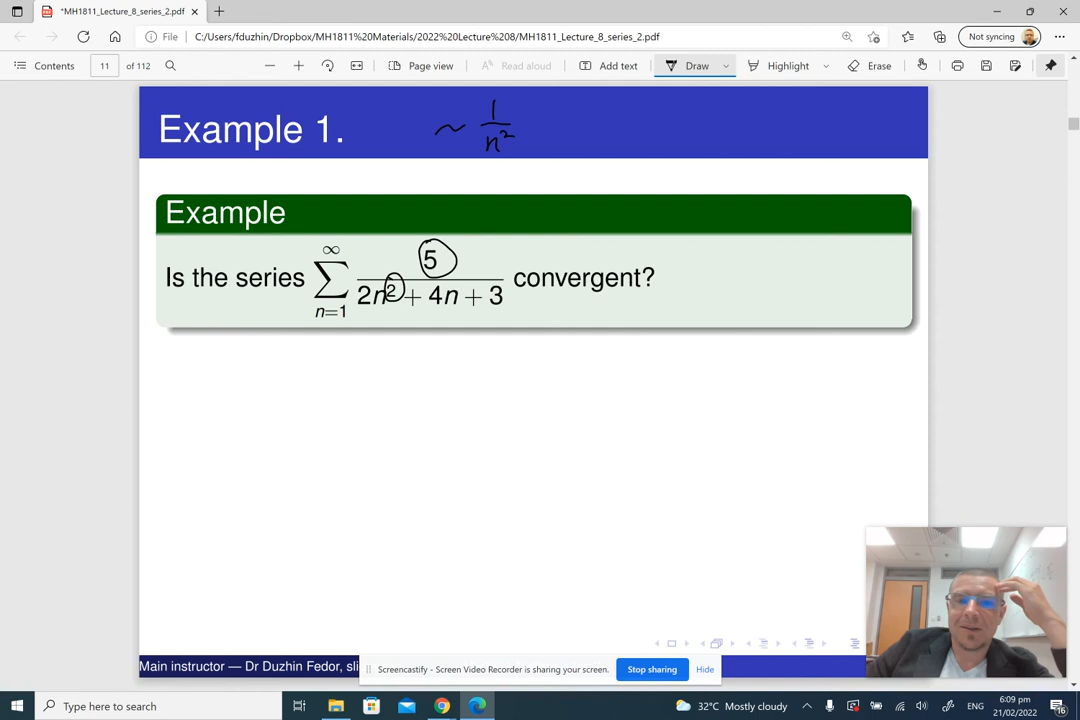 *MH1811_Lecture_8_series_2.pdf
File C:/Users/fduzhin/Dropbox/MH1811%20Materials/2022%20Lecture%208/MH1811_Lecture_8_series_2.pdf Not syncing
Contents 11 of 112 Page view Read aloud Add text Draw Highlight Erase
Example 1. ~ 1/n²
Example
Is the series ∑_{n=1}^{∞} 5/(2n² + 4n + 3) convergent?
Main instructor — Dr Duzhin Fedor, sli
Screencastify - Screen Video Recorder is sharing your screen. Stop sharing Hide
Type here to search 32°C Mostly cloudy ENG 6:09 pm
21/02/2022 16